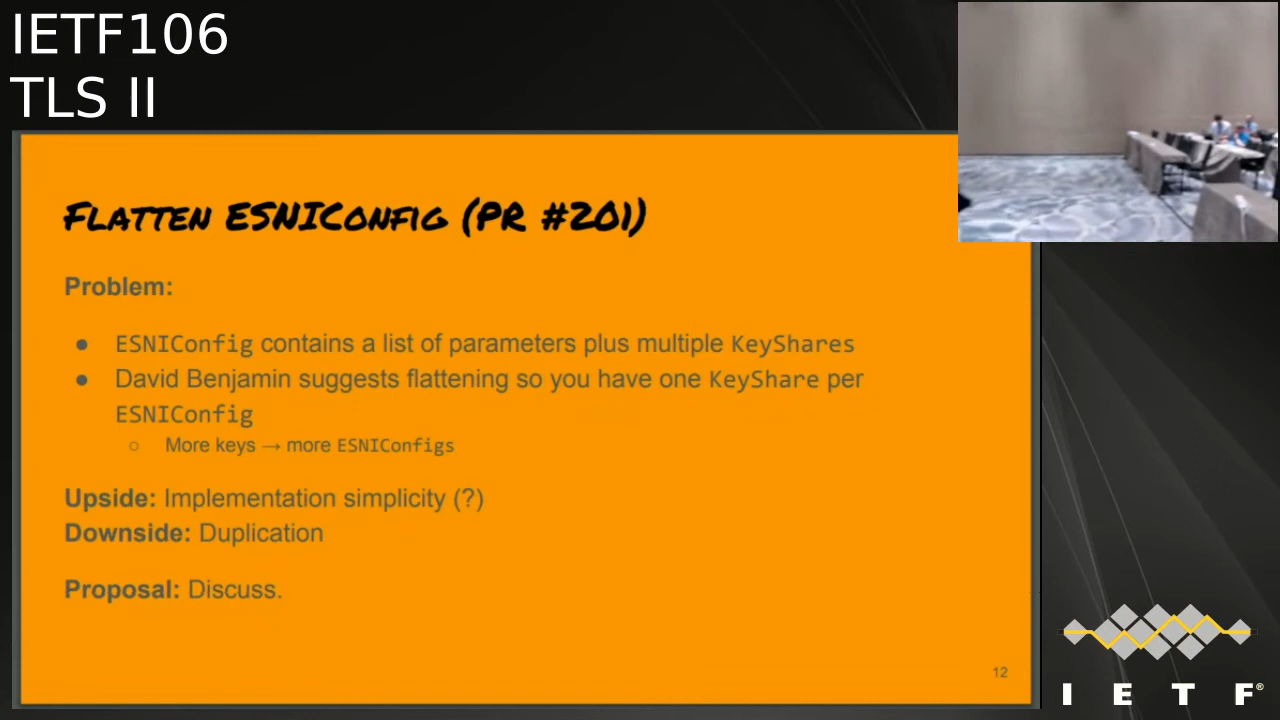 IETF106
TLS II
FLATTEN ESNICONFIG (PR #201)
Problem:
● ESNIConfig contains a list of parameters plus multiple KeyShares
● David Benjamin suggests flattening so you have one KeyShare per
ESNIConfig
○ More keys → more ESNIConfigs
Upside: Implementation simplicity (?)
Downside: Duplication
Proposal: Discuss.
12
I E T F®